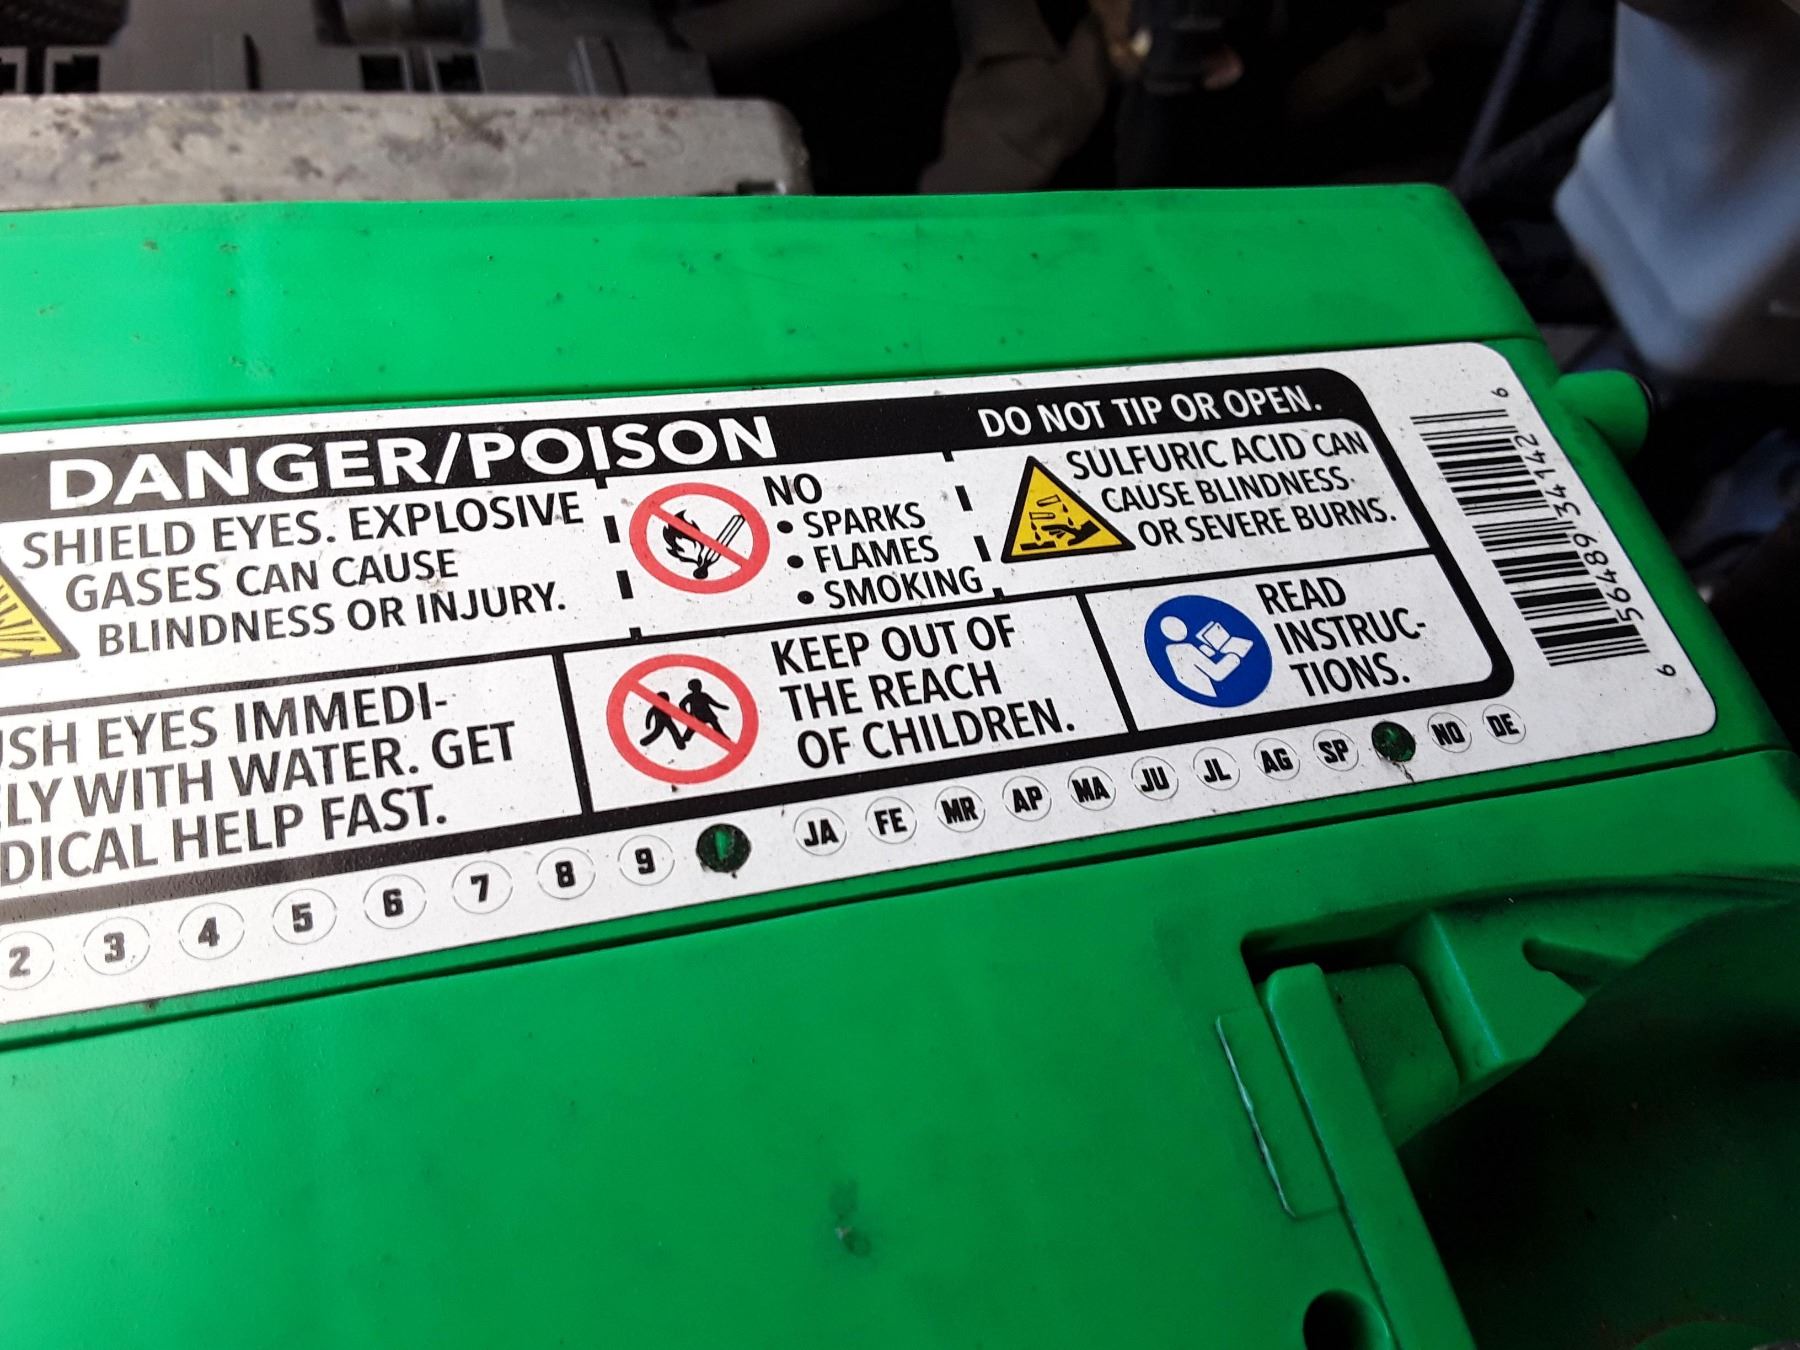 DANGER/POISON
DO NOT TIP OR OPEN.
SHIELD EYES. EXPLOSIVE
GASES CAN CAUSE
BLINDNESS OR INJURY.
NO
• SPARKS
• FLAMES
• SMOKING
SULFURIC ACID CAN
CAUSE BLINDNESS
OR SEVERE BURNS.
USH EYES IMMEDI-
ELY WITH WATER. GET
DICAL HELP FAST.
KEEP OUT OF
THE REACH
OF CHILDREN.
READ
INSTRUC-
TIONS.
2 3 4 5 6 7 8 9
JA FE MR AP MA JU JL AG SP NO DE
6 56489 34142 6